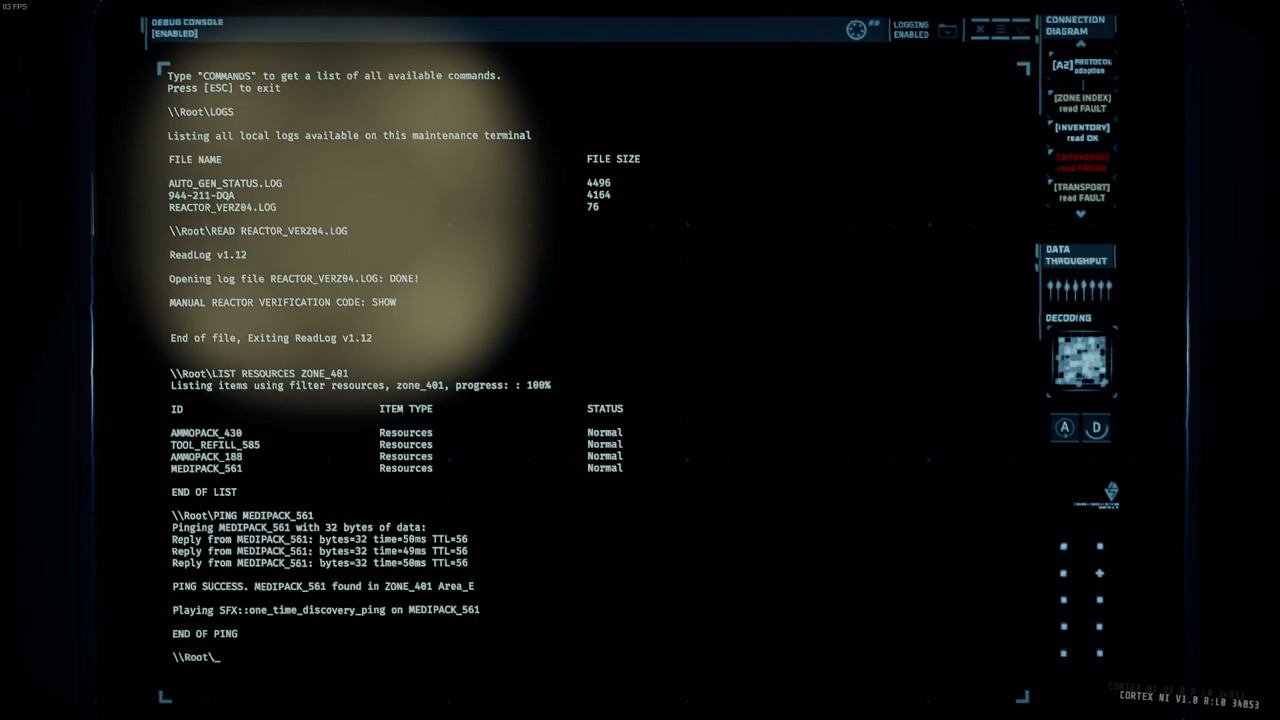 83 FPS
DEBUG CONSOLE
[ENABLED]
LOGGING
ENABLED
Type "COMMANDS" to get a list of all available commands.
Press [ESC] to exit
\\Root\LOGS
Listing all local logs available on this maintenance terminal
FILE NAME FILE SIZE
AUTO_GEN_STATUS.LOG 4496
944-211-DQA 4164
REACTOR_VERZ04.LOG 76
\\Root\READ REACTOR_VERZ04.LOG
ReadLog v1.12
Opening log file REACTOR_VERZ04.LOG: DONE!
MANUAL REACTOR VERIFICATION CODE: SHOW
End of file, Exiting ReadLog v1.12
\\Root\LIST RESOURCES ZONE_401
Listing items using filter resources, zone_401, progress: : 100%
ID ITEM TYPE STATUS
AMMOPACK_430 Resources Normal
TOOL_REFILL_585 Resources Normal
AMMOPACK_188 Resources Normal
MEDIPACK_561 Resources Normal
END OF LIST
\\Root\PING MEDIPACK_561
Pinging MEDIPACK_561 with 32 bytes of data:
Reply from MEDIPACK_561: bytes=32 time=50ms TTL=56
Reply from MEDIPACK_561: bytes=32 time=49ms TTL=56
Reply from MEDIPACK_561: bytes=32 time=50ms TTL=56
PING SUCCESS. MEDIPACK_561 found in ZONE_401 Area_E
Playing SFX::one_time_discovery_ping on MEDIPACK_561
END OF PING
\\Root\_
CONNECTION
DIAGRAM
[A2] PROTOCOL
adoption
[ZONE INDEX]
read FAULT
[INVENTORY]
read OK
read FAILED
[TRANSPORT]
read FAULT
DATA
THROUGHPUT
DECODING
A D
CORTEX NI V1.0 R:L0 34853